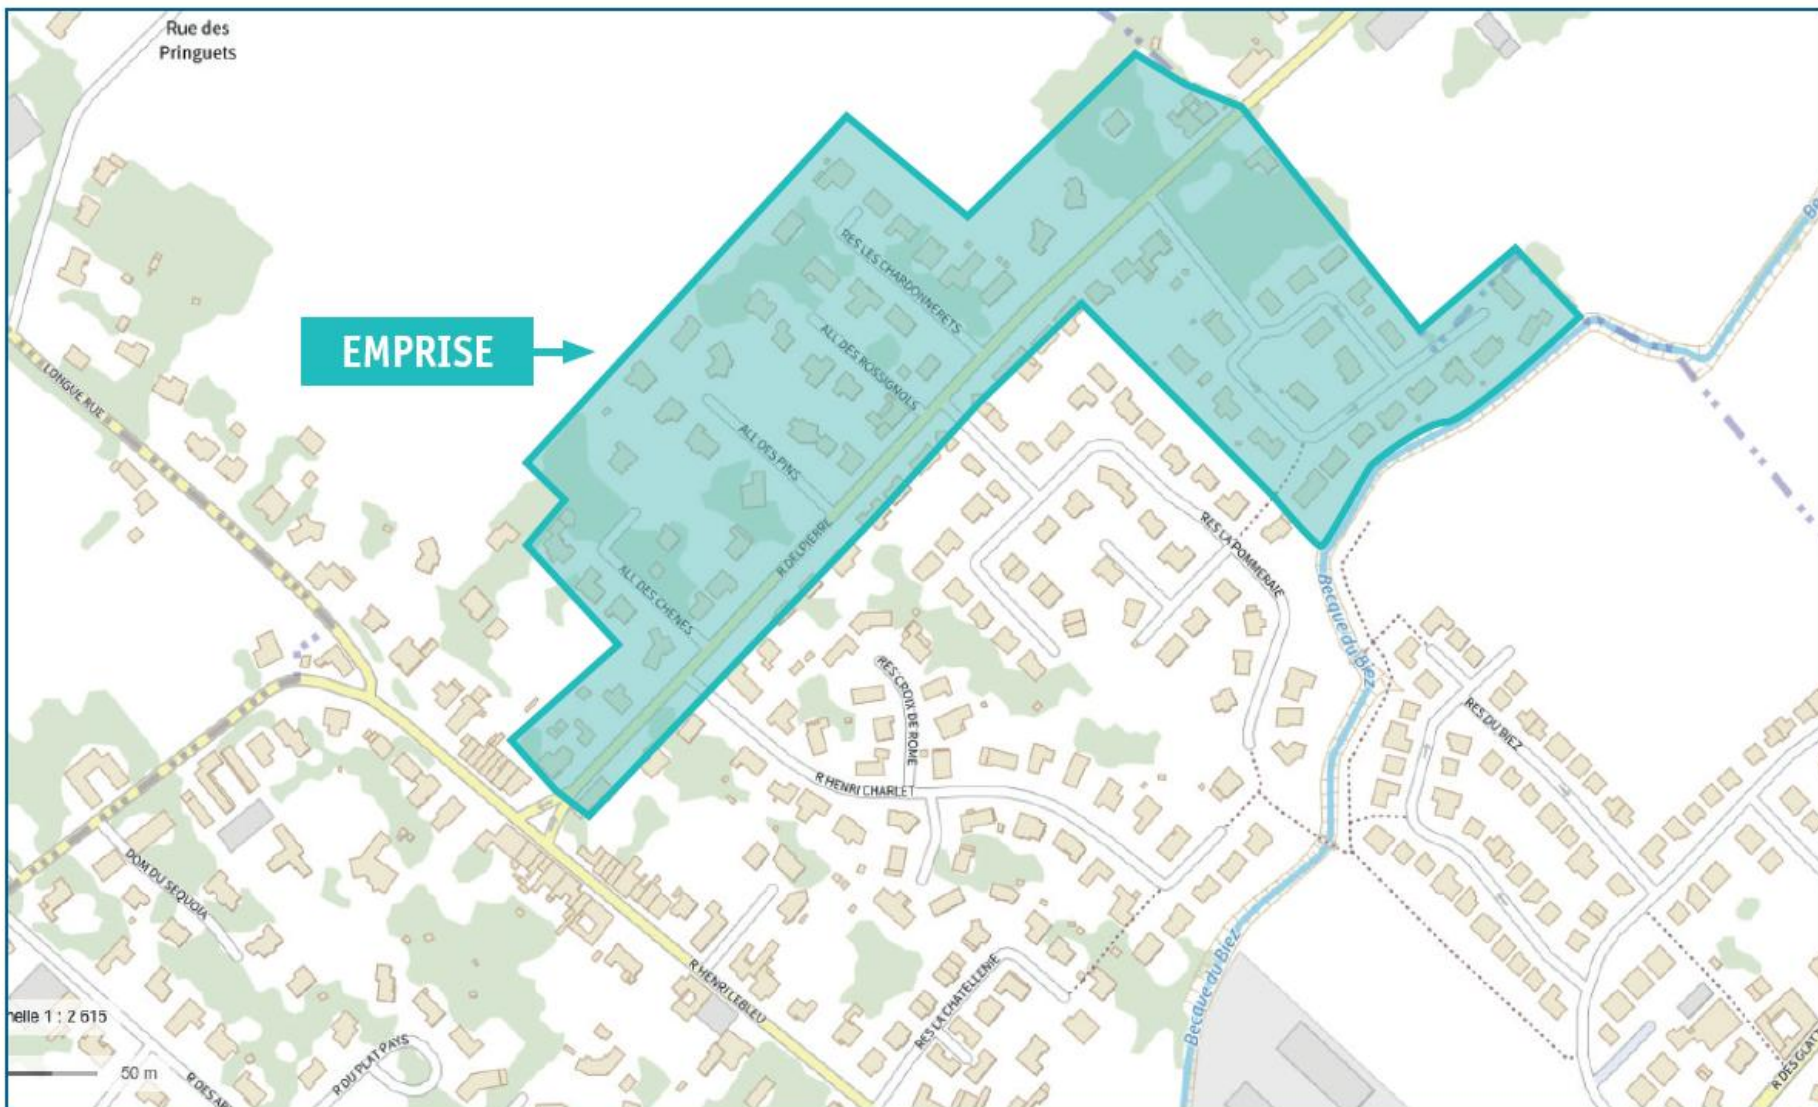 Rue des
Pringuets
RES LES CHARDONNERETS
EMPRISE
ALL DES ROSSIGNOLS
LONGUE RUE
ALL DES PINS
R DELPIERRE
RES LA POMMERAIE
ALL DES CHENES
Becque du Biez
RES CROIX DE ROME
RES DU BIEZ
R HENRI CHARLET
DOM DU SEQUOIA
R HENRI LEBLEU
RES LA CHATELLENIE
Becque du Biez
1 : 2 615
50 m
R DU PLAT PAYS
R DES